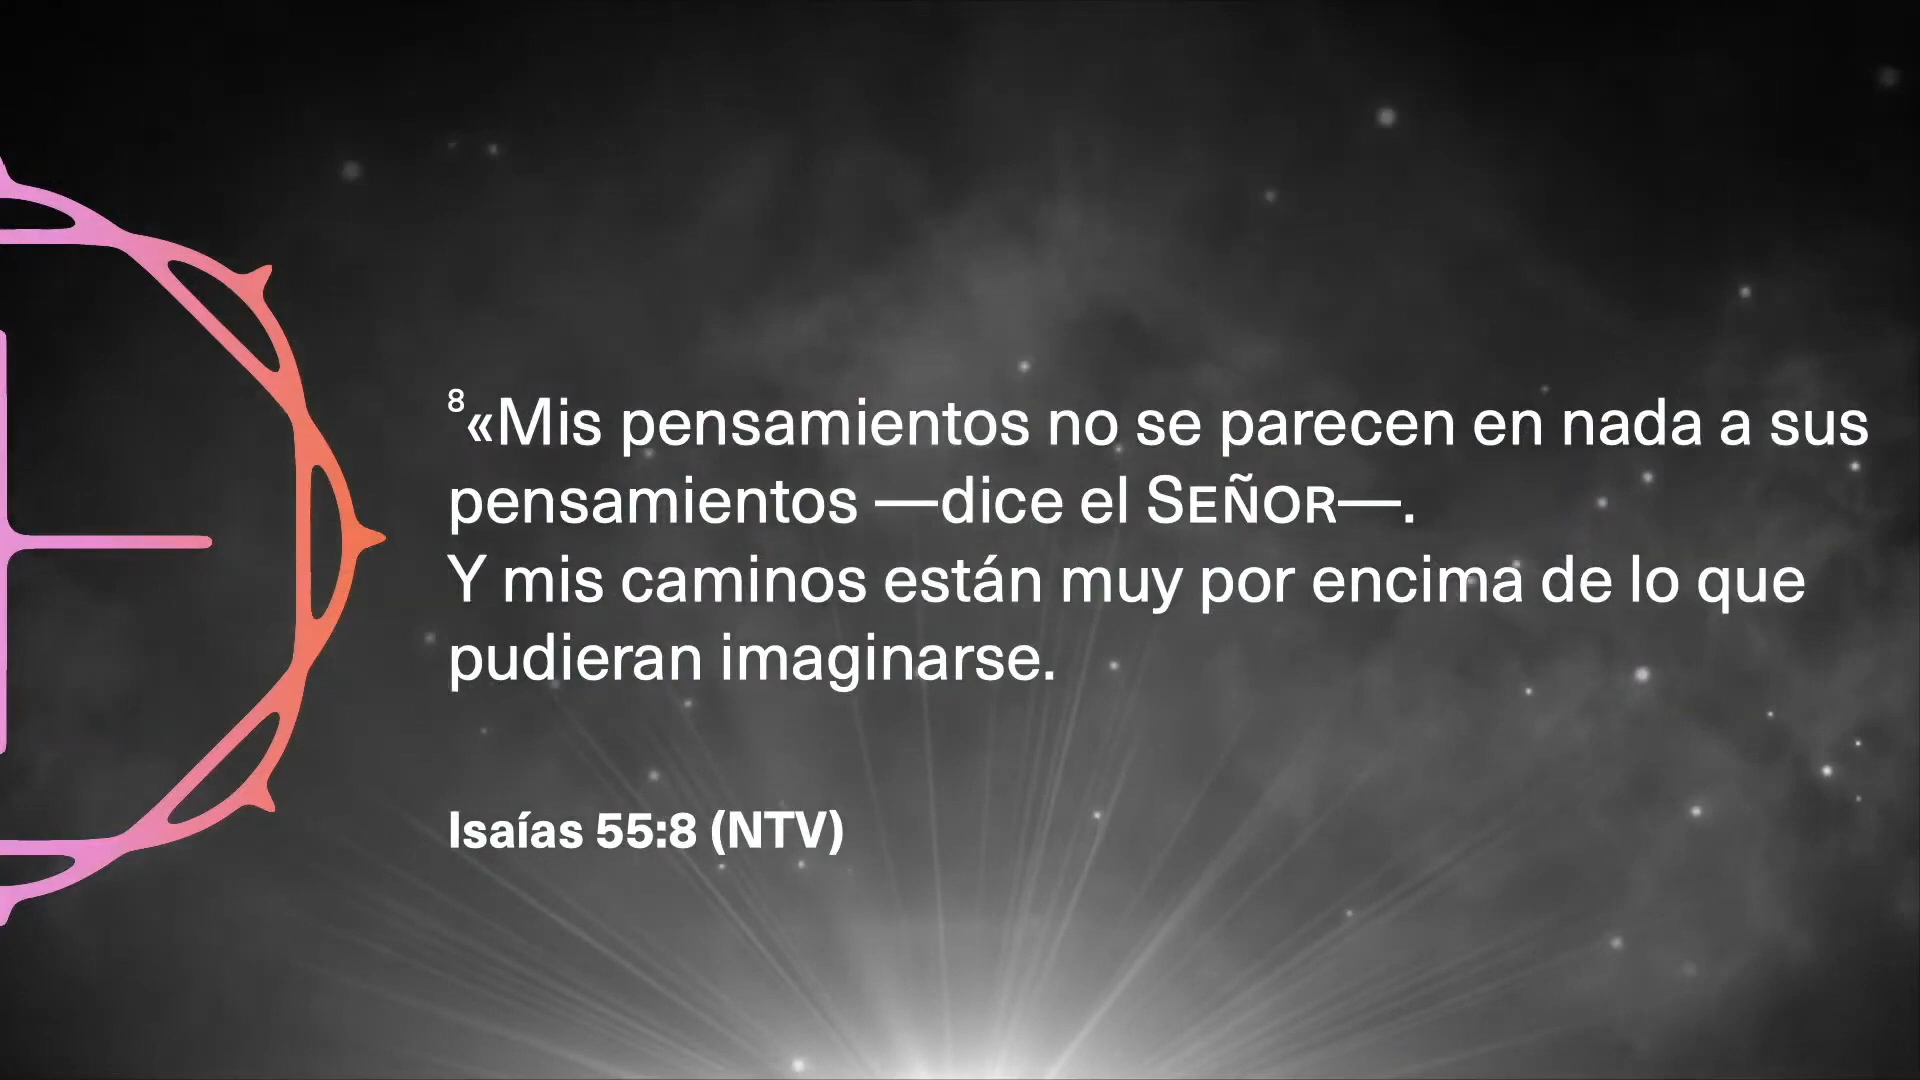 ⁸«Mis pensamientos no se parecen en nada a sus
pensamientos —dice el SEÑOR—.
Y mis caminos están muy por encima de lo que
pudieran imaginarse.
Isaías 55:8 (NTV)